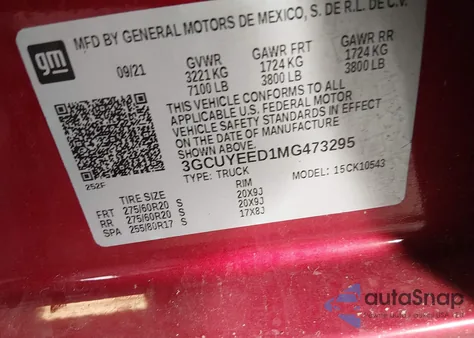 gm
MFD BY GENERAL MOTORS DE MEXICO, S. DE R.L. DE C.V.
09/21 GVWR GAWR FRT GAWR RR
3221 KG 1724 KG 1724 KG
7100 LB 3800 LB 3800 LB
THIS VEHICLE CONFORMS TO ALL
APPLICABLE U.S. FEDERAL MOTOR
VEHICLE SAFETY STANDARDS IN EFFECT
ON THE DATE OF MANUFACTURE
SHOWN ABOVE.
3GCUYEED1MG473295
TYPE: TRUCK MODEL: 15CK10543
252F
TIRE SIZE RIM
FRT 275/60R20 S 20X9J
RR 275/60R20 S 20X9J
SPA 255/80R17 S 17X8J
autoSnap